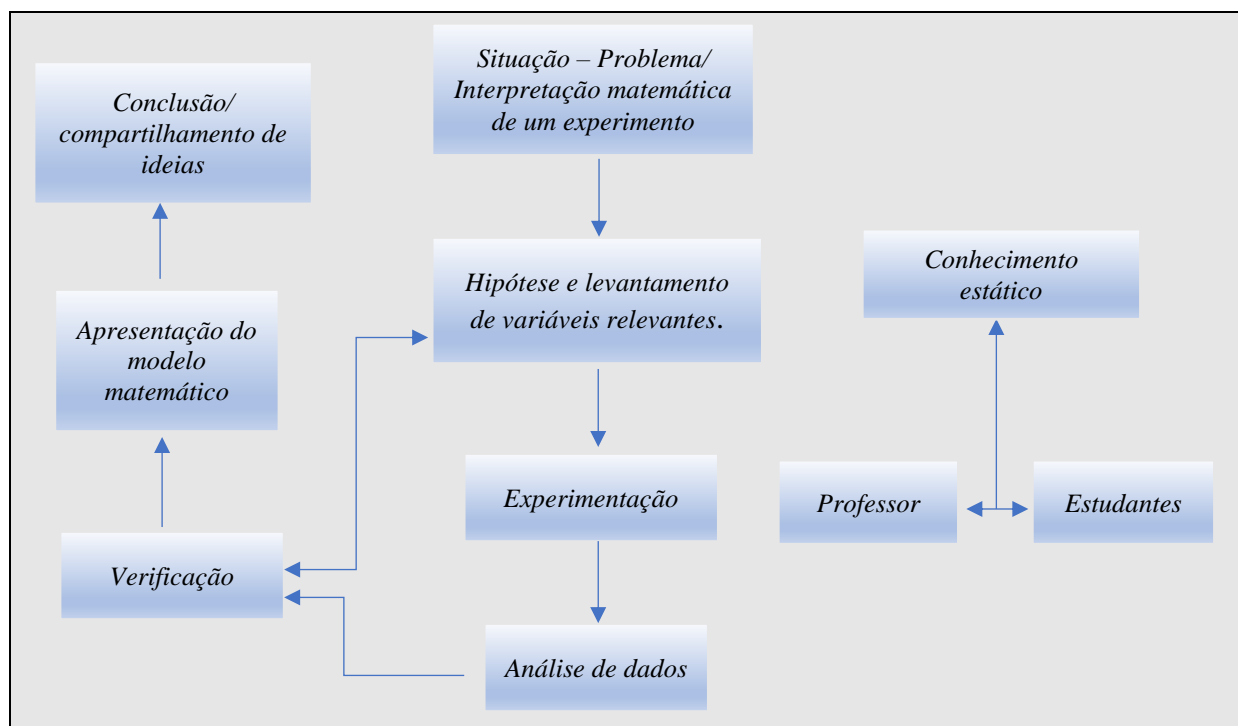 Situação – Problema/
Interpretação matemática
de um experimento
Hipótese e levantamento
de variáveis relevantes.
Experimentação
Análise de dados
Verificação
Apresentação do
modelo
matemático
Conclusão/
compartilhamento de
ideias
Conhecimento
estático
Professor
Estudantes